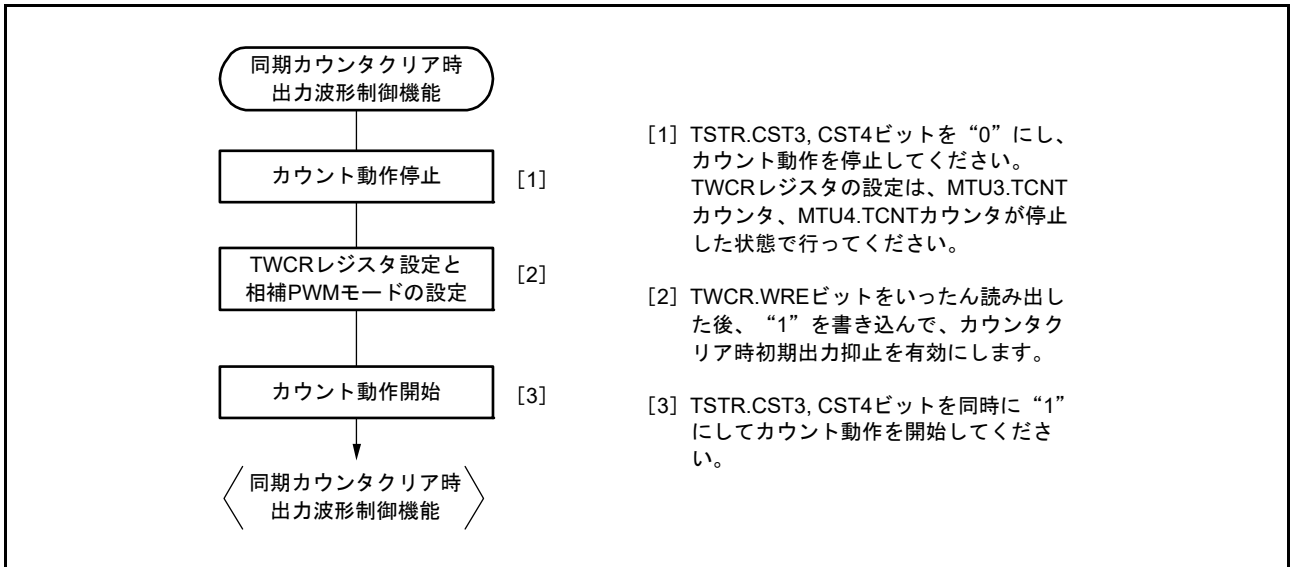 同期カウンタクリア時
出力波形制御機能
カウント動作停止
[1]
TWCRレジスタ設定と
相補PWMモードの設定
[2]
カウント動作開始
[3]
同期カウンタクリア時
出力波形制御機能
[1] TSTR.CST3, CST4ビットを“0”にし、
カウント動作を停止してください。
TWCRレジスタの設定は、MTU3.TCNT
カウンタ、MTU4.TCNTカウンタが停止
した状態で行ってください。
[2] TWCR.WREビットをいったん読み出し
た後、“1”を書き込んで、カウンタク
リア時初期出力抑止を有効にします。
[3] TSTR.CST3, CST4ビットを同時に“1”
にしてカウント動作を開始してくださ
い。